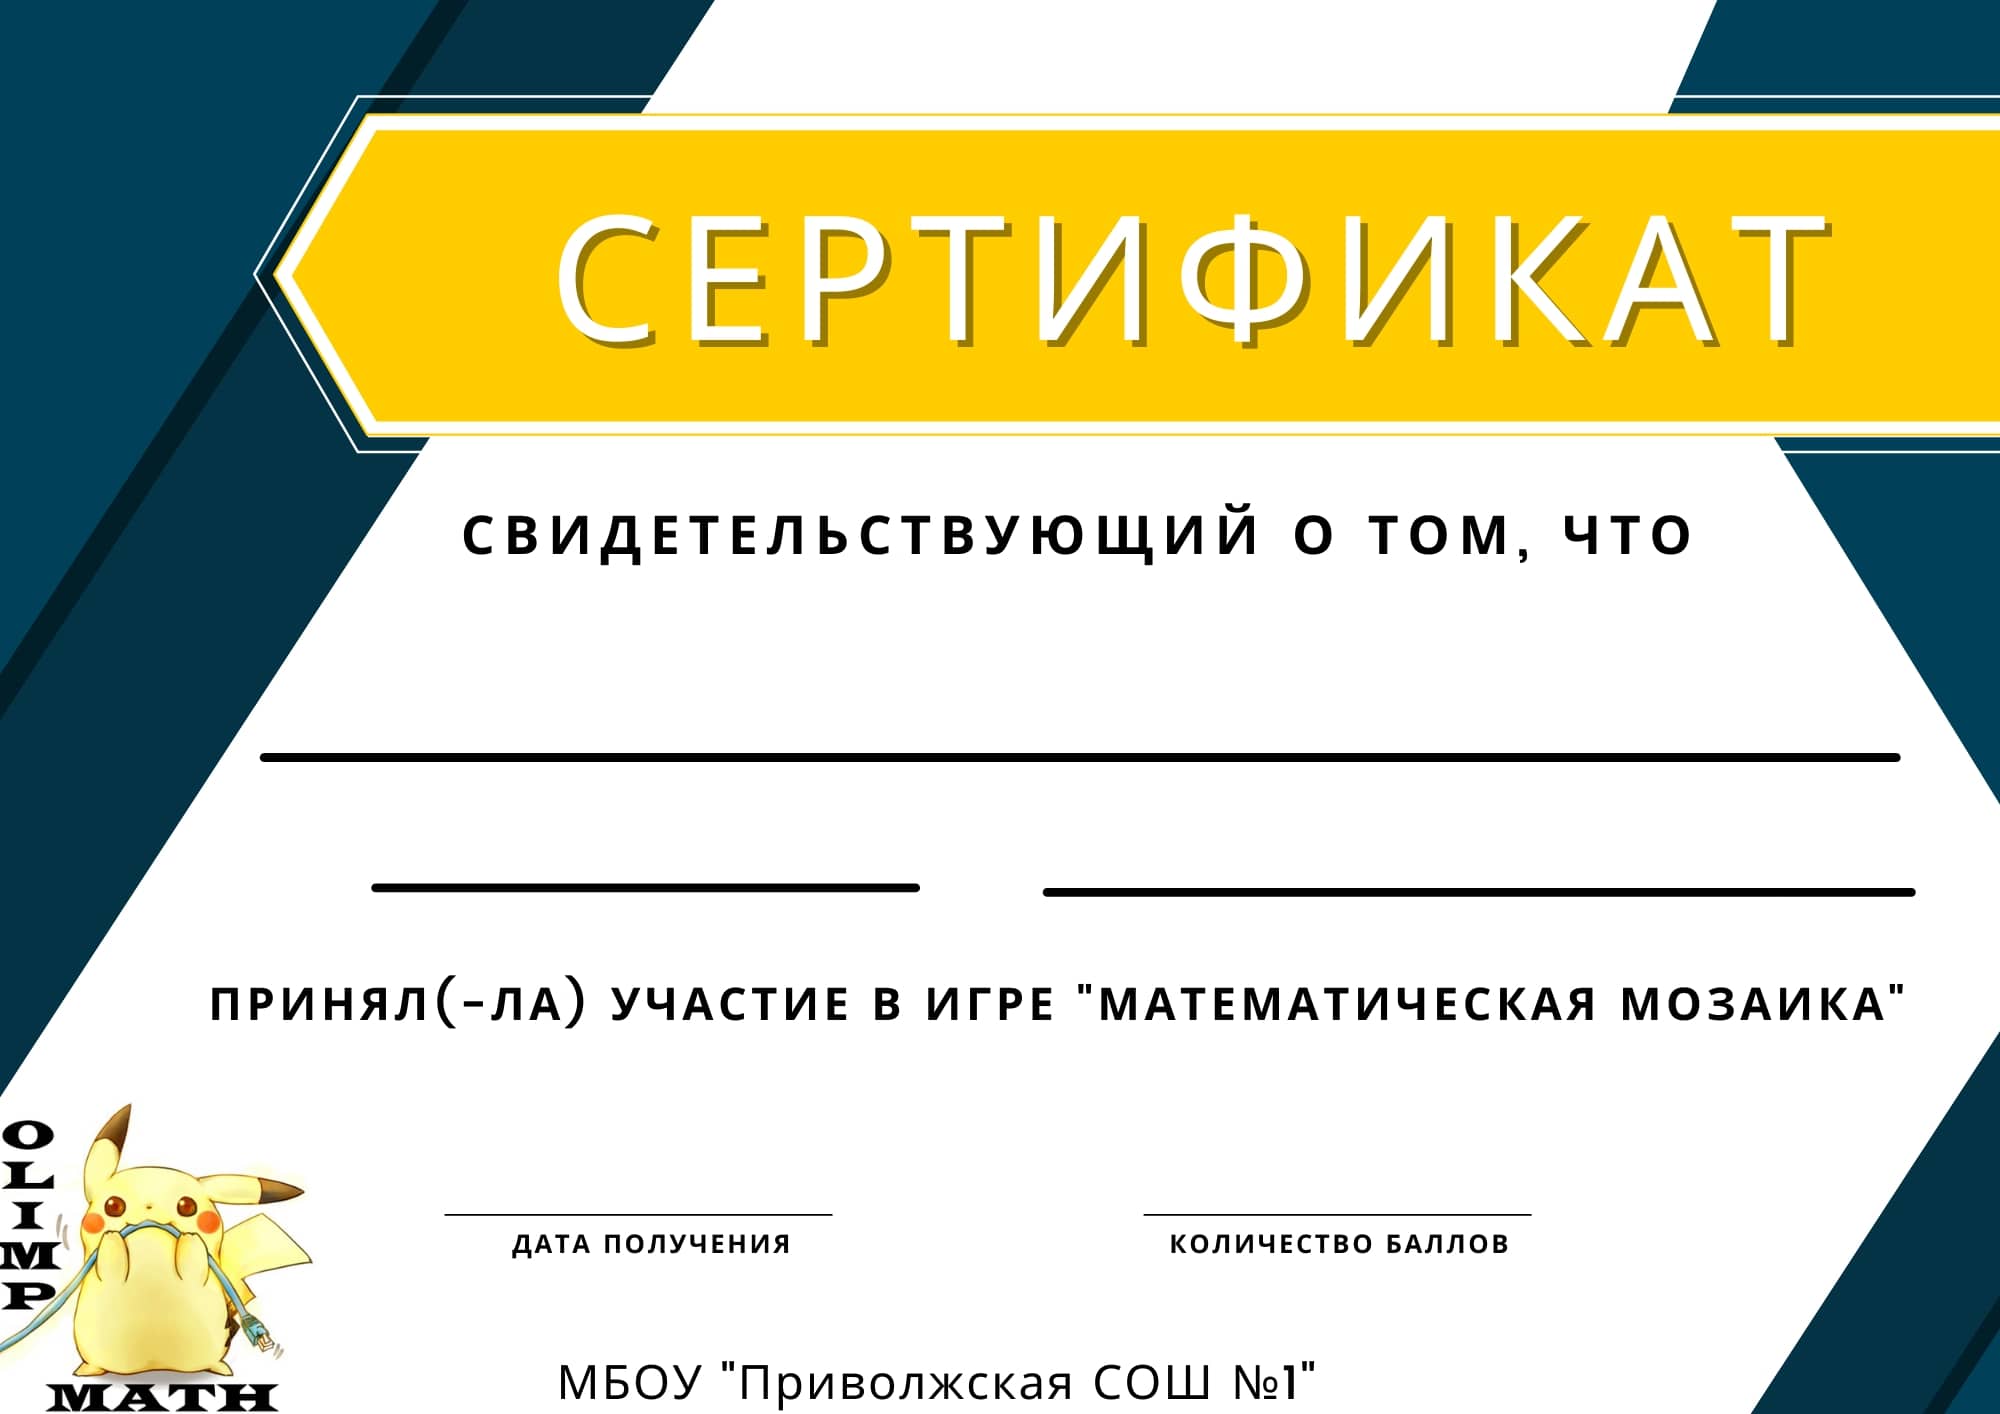 СЕРТИФИКАТ
СВИДЕТЕЛЬСТВУЮЩИЙ О ТОМ, ЧТО
ПРИНЯЛ(-ЛА) УЧАСТИЕ В ИГРЕ "МАТЕМАТИЧЕСКАЯ МОЗАИКА"
OLIMP
ДАТА ПОЛУЧЕНИЯ
КОЛИЧЕСТВО БАЛЛОВ
MATH
МБОУ "Приволжская СОШ №1"